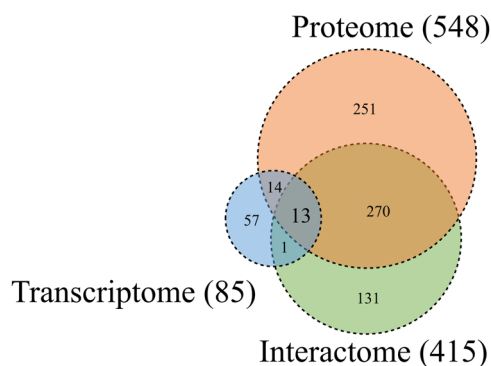 Proteome (548)
251
14
57
13
270
1
131
Transcriptome (85)
Interactome (415)